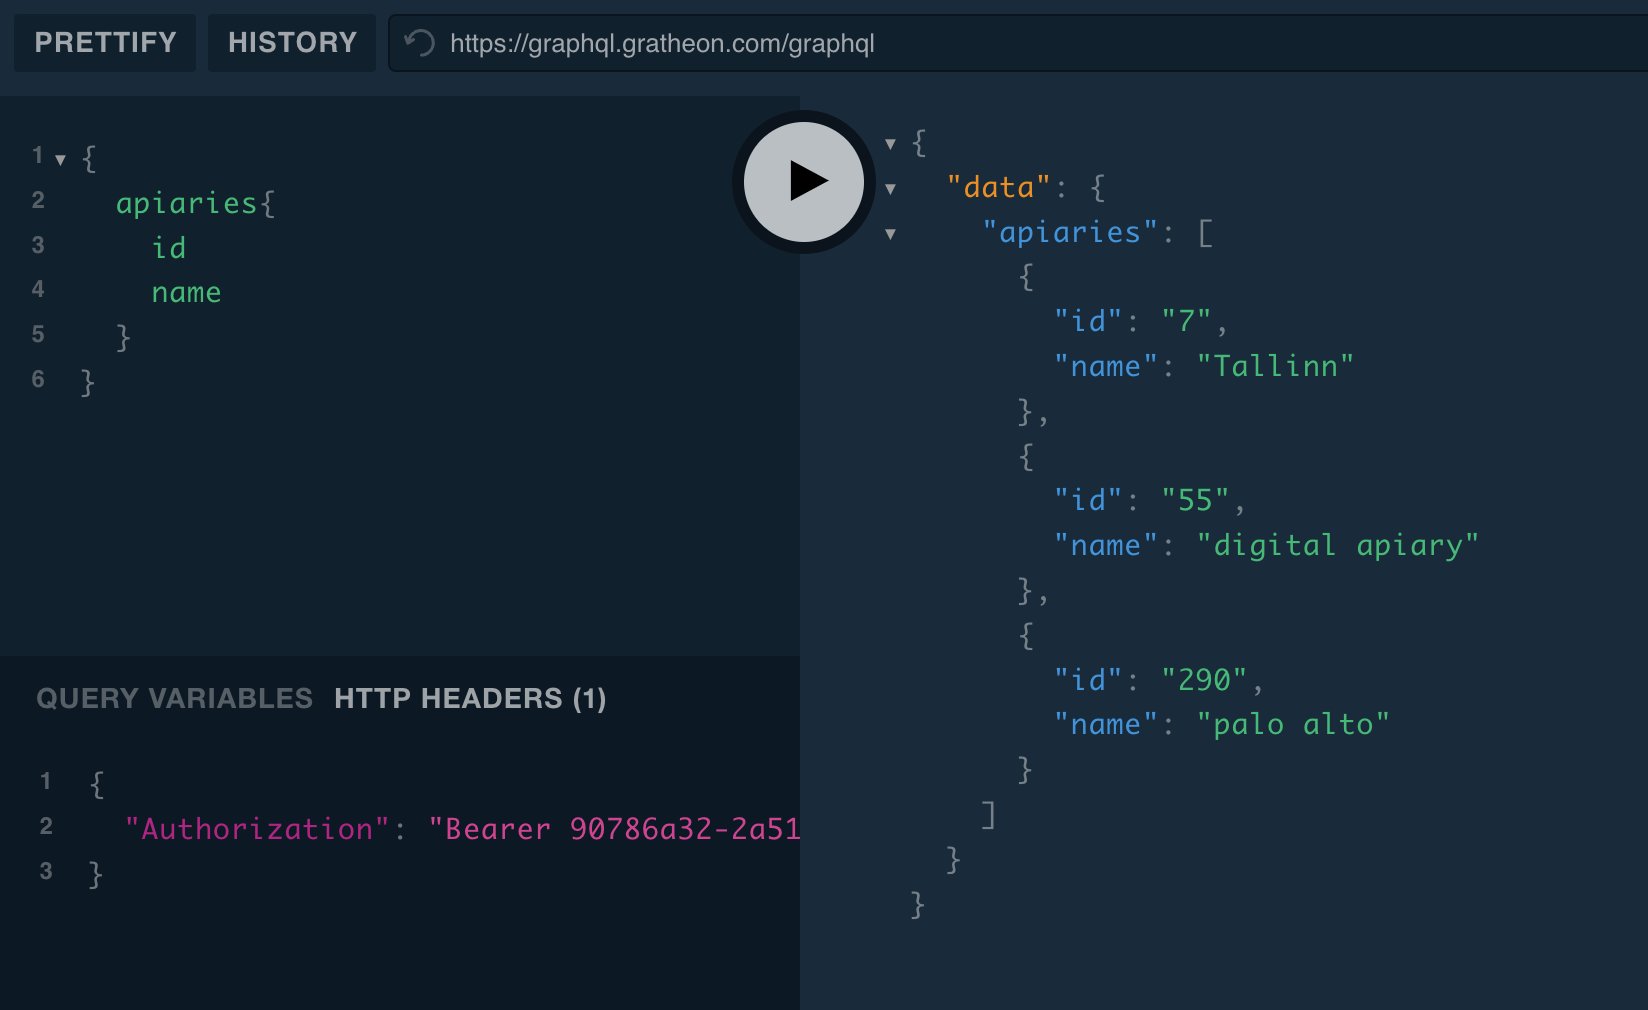 PRETTIFY HISTORY https://graphql.gratheon.com/graphql
1 {
2 apiaries{
3 id
4 name
5 }
6 }
QUERY VARIABLES HTTP HEADERS (1)
1 {
2 "Authorization": "Bearer 90786a32-2a51
3 }
{
"data": {
"apiaries": [
{
"id": "7",
"name": "Tallinn"
},
{
"id": "55",
"name": "digital apiary"
},
{
"id": "290",
"name": "palo alto"
}
]
}
}